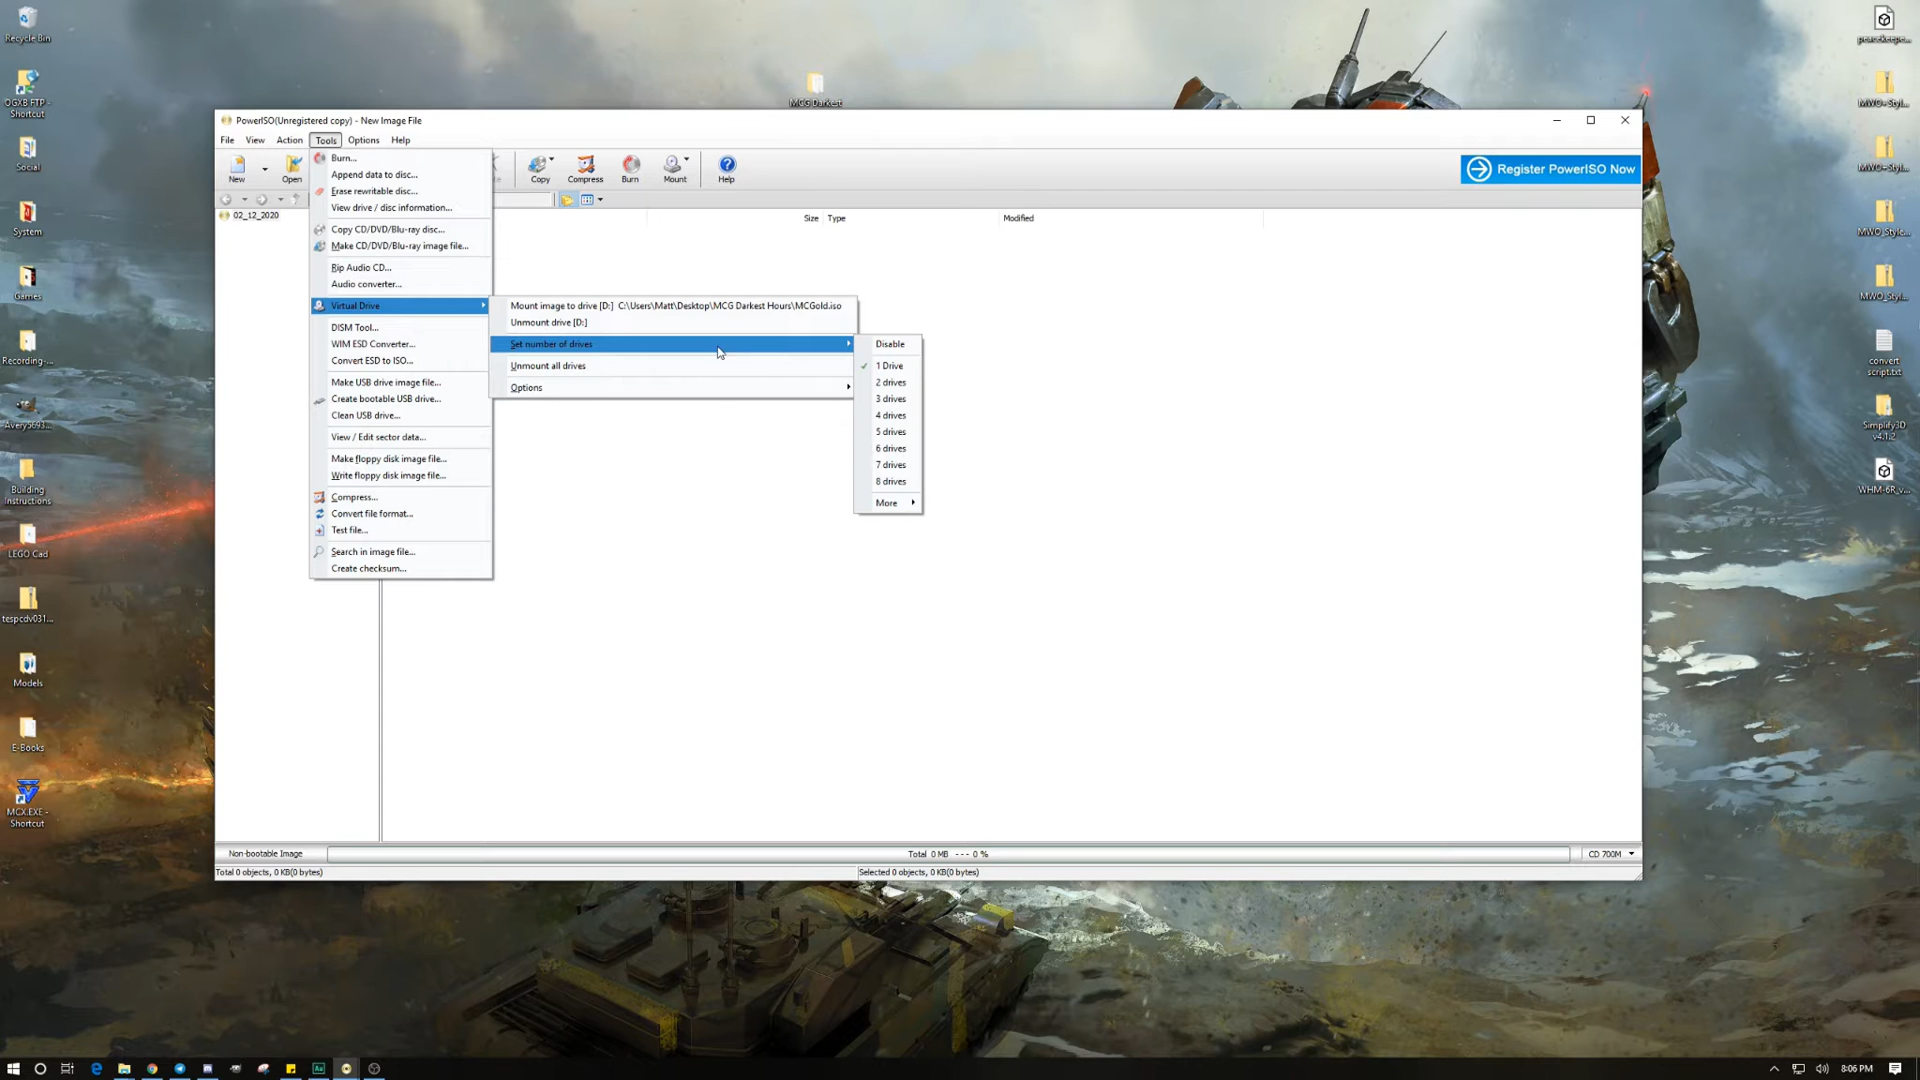 Recycle Bin
OGXB FTP -
Shortcut
Social
System
Games
Recording-...
Avery5693...
Building
Instructions
LEGO Cad
tespcdv031...
Models
E-Books
MCX.EXE -
Shortcut
MCG Darkest
PowerISO(Unregistered copy) - New Image File
File View Action Tools Options Help
New Open Copy Compress Burn Mount Help
Register PowerISO Now
02_12_2020
Size Type Modified
Burn...
Append data to disc...
Erase rewritable disc...
View drive / disc information...
Copy CD/DVD/Blu-ray disc...
Make CD/DVD/Blu-ray image file...
Rip Audio CD...
Audio converter...
Virtual Drive
DISM Tool...
WIM ESD Converter...
Convert ESD to ISO...
Make USB drive image file...
Create bootable USB drive...
Clean USB drive...
View / Edit sector data...
Make floppy disk image file...
Write floppy disk image file...
Compress...
Convert file format...
Test file...
Search in image file...
Create checksum...
Mount image to drive [D:] C:\Users\Matt\Desktop\MCG Darkest Hours\MCGold.iso
Unmount drive [D:]
Set number of drives
Unmount all drives
Options
Disable
1 Drive
2 drives
3 drives
4 drives
5 drives
6 drives
7 drives
8 drives
More
Non-bootable Image
Total 0 MB --- 0 %
CD 700M
Total 0 objects, 0 KB(0 bytes)
Selected 0 objects, 0 KB(0 bytes)
peacekeepe...
MWO-Styl...
MWO-Styl...
MWO_Style...
MWO_Styl...
convert
script.txt
Simplify3D
v4.1.2
WHM-6R_v...
8:06 PM